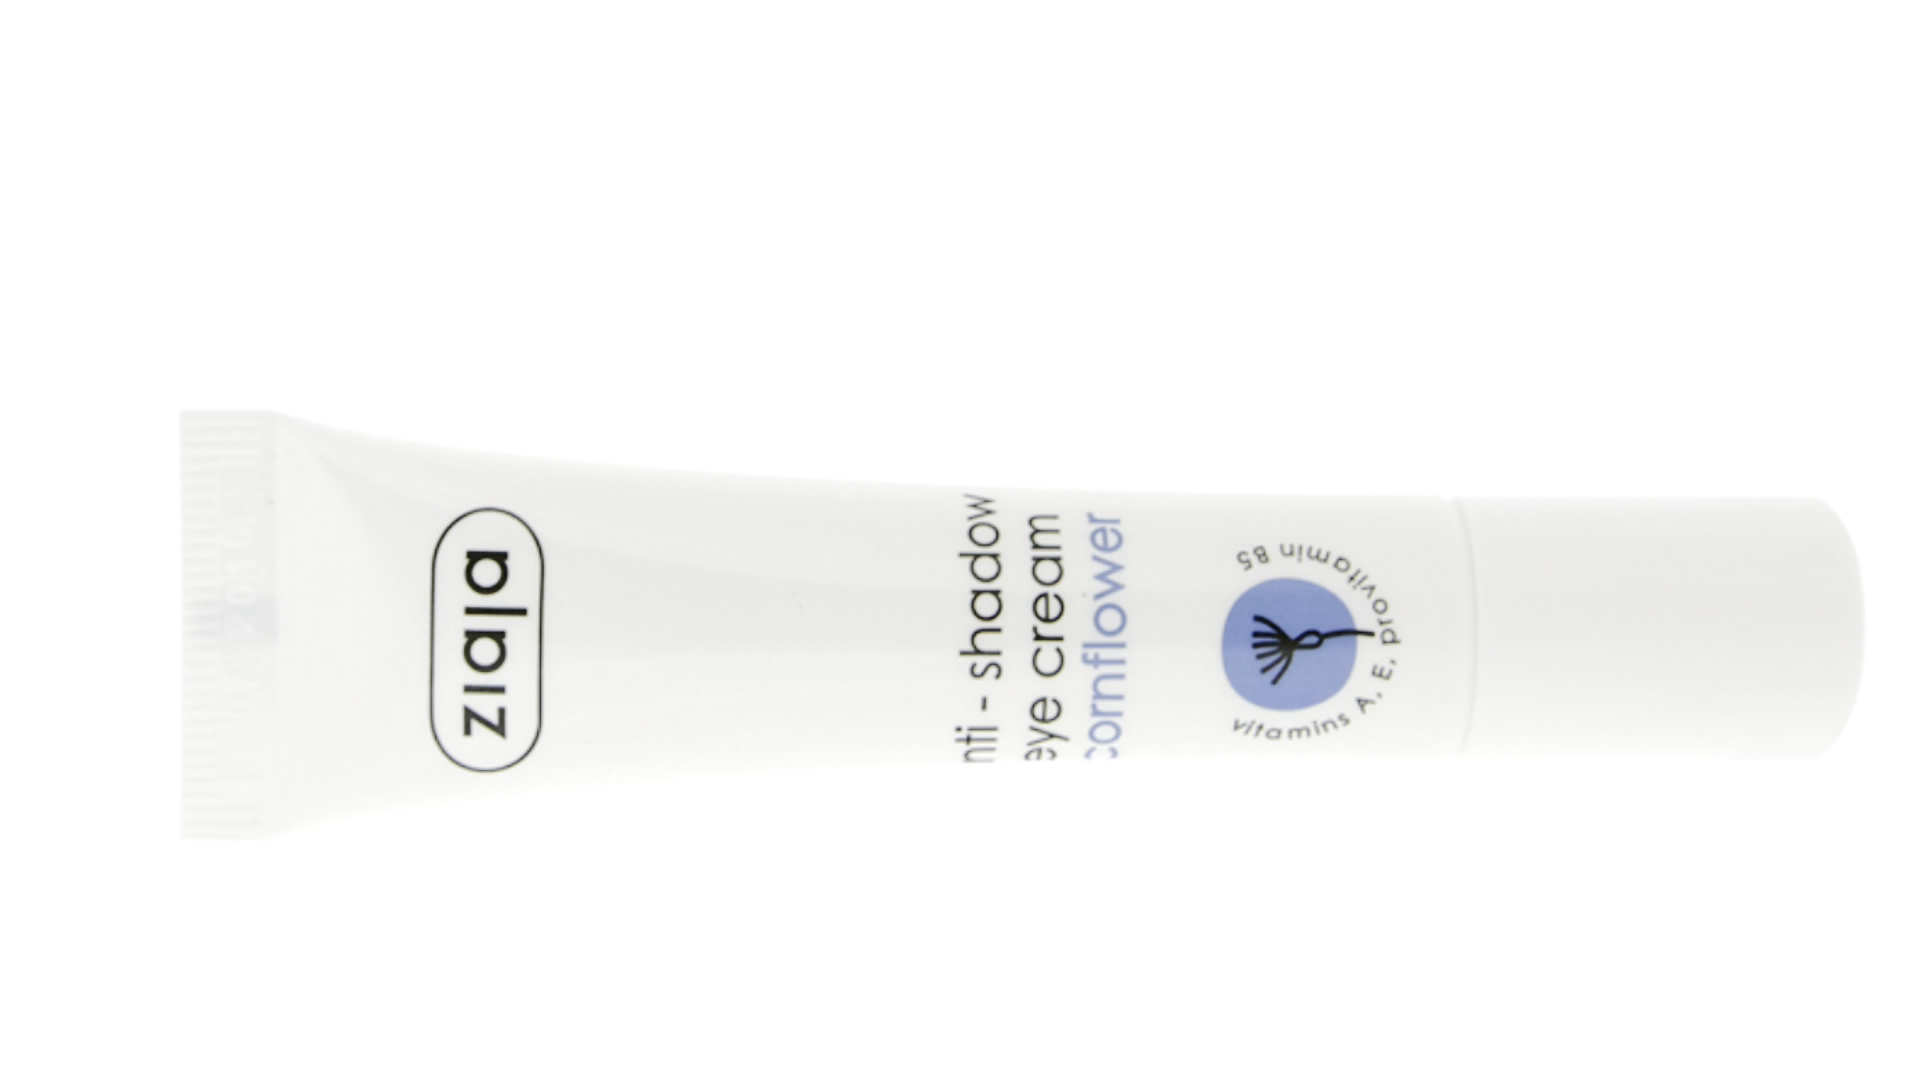 ziaja
nti - shadow
eye cream
cornflower
vitamins A, E, provitamin B5